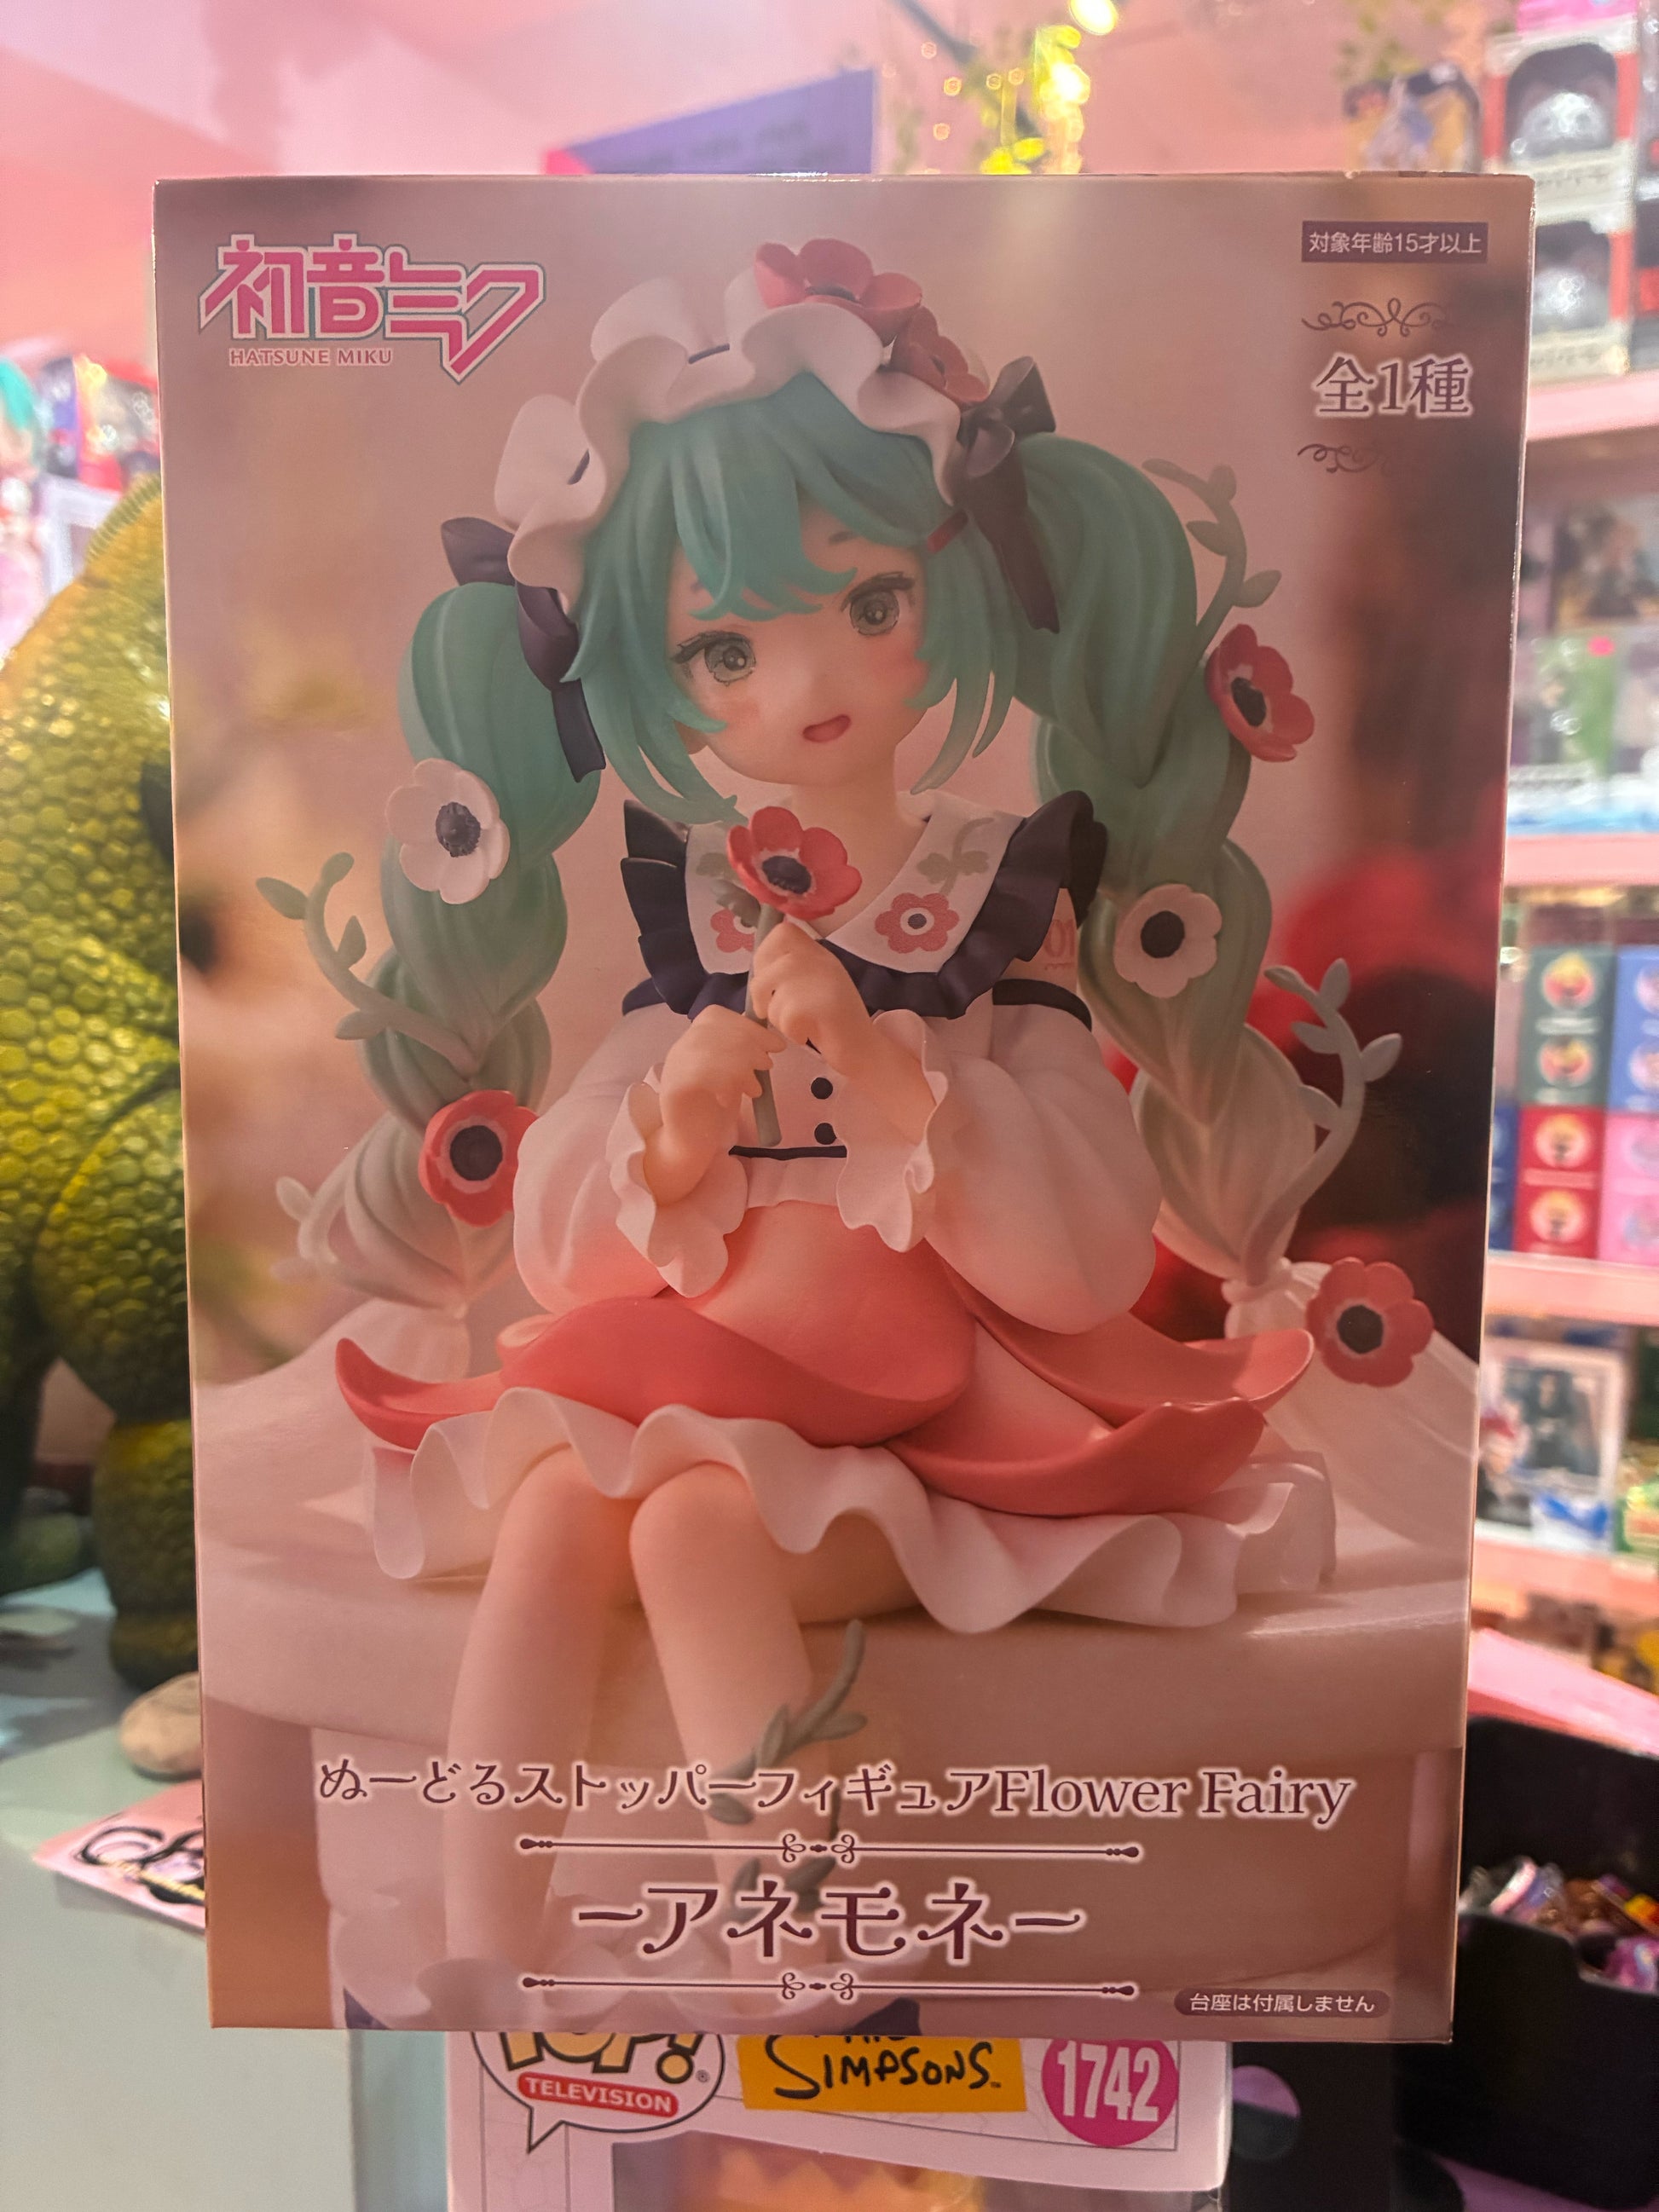 初音ミク
HATSUNE MIKU
対象年齢15才以上
全1種
01
ぬーどるストッパーフィギュアFlower Fairy
ーアネモネー
台座は付属しません
POP!
TELEVISION
THE
SIMPSONS
1742